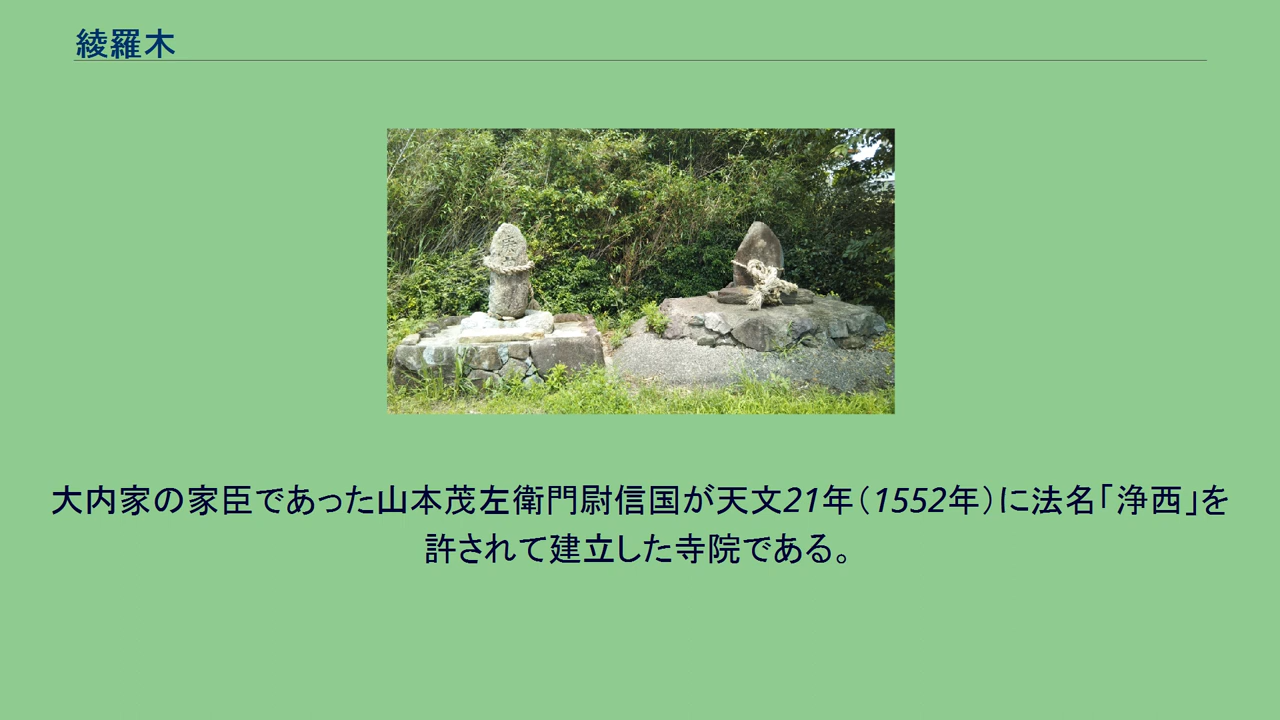 綾羅木
大内家の家臣であった山本茂左衛門尉信国が天文21年（1552年）に法名「浄西」を
許されて建立した寺院である。